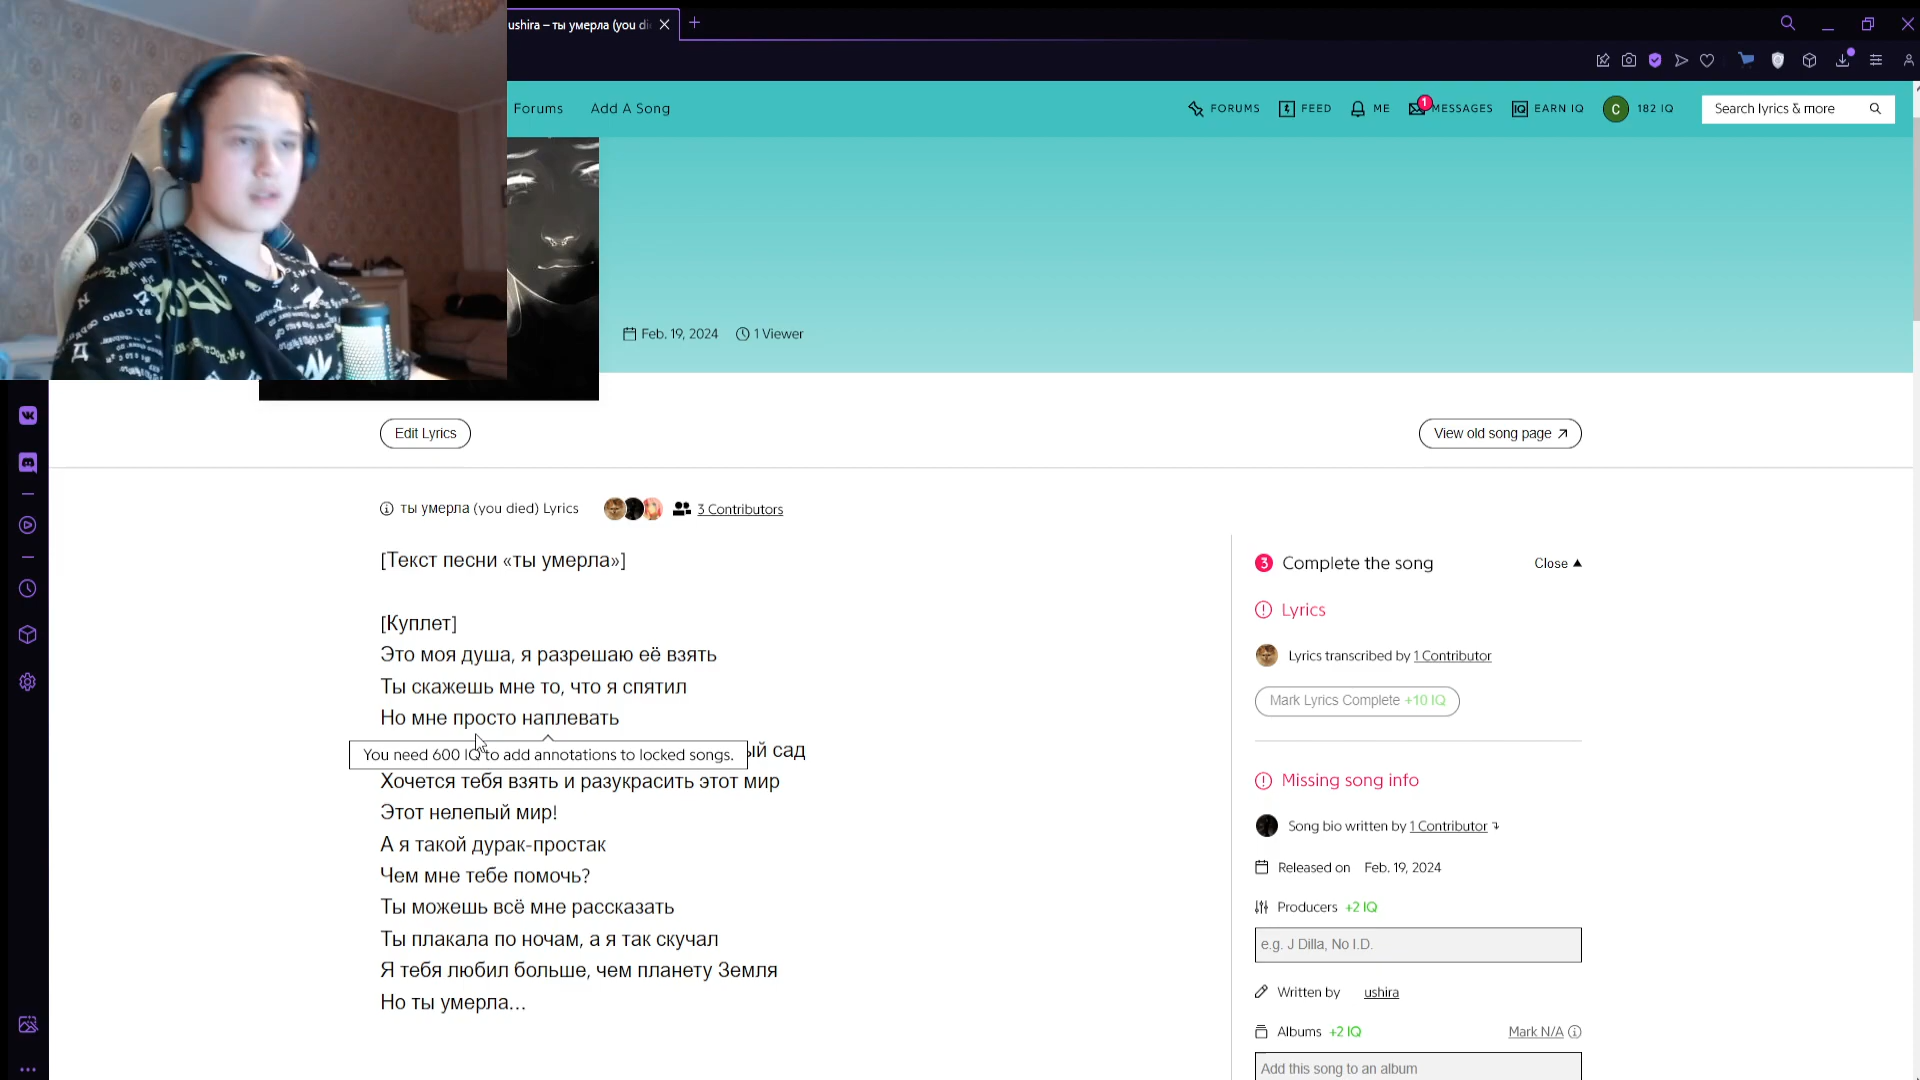 ushira – ты умерла (you di
Forums
Add A Song
FORUMS
FEED
ME
1
MESSAGES
EARN IQ
C
182 IQ
Search lyrics & more
Feb. 19, 2024
1 Viewer
Edit Lyrics
View old song page
ты умерла (you died) Lyrics
3 Contributors
[Текст песни «ты умерла»]
[Куплет]
Это моя душа, я разрешаю её взять
Ты скажешь мне то, что я спятил
Но мне просто наплевать
You need 600 IQ to add annotations to locked songs.
ый сад
Хочется тебя взять и разукрасить этот мир
Этот нелепый мир!
А я такой дурак-простак
Чем мне тебе помочь?
Ты можешь всё мне рассказать
Ты плакала по ночам, а я так скучал
Я тебя любил больше, чем планету Земля
Но ты умерла...
3 Complete the song
Close
Lyrics
Lyrics transcribed by 1 Contributor
Mark Lyrics Complete +10 IQ
Missing song info
Song bio written by 1 Contributor
Released on Feb. 19, 2024
Producers +2 IQ
e.g. J Dilla, No I.D.
Written by ushira
Albums +2 IQ
Mark N/A
Add this song to an album